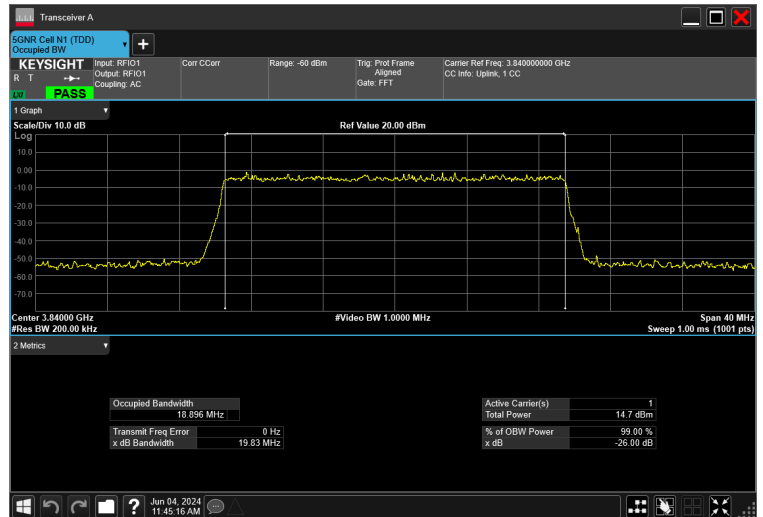 Transceiver A
5GNR Cell N1 (TDD)
Occupied BW
KEYSIGHT
R T
LXI
PASS
Input: RFIO1
Output: RFIO1
Coupling: AC
Corr CCorr
Range: -60 dBm
Trig: Prot Frame
Aligned
Gate: FFT
Carrier Ref Freq: 3.840000000 GHz
CC Info: Uplink, 1 CC
1 Graph
Scale/Div 10.0 dB
Ref Value 20.00 dBm
Log
10.0
0.00
-10.0
-20.0
-30.0
-40.0
-50.0
-60.0
-70.0
Center 3.84000 GHz
#Video BW 1.0000 MHz
Span 40 MHz
#Res BW 200.00 kHz
Sweep 1.00 ms (1001 pts)
2 Metrics
Occupied Bandwidth
18.896 MHz
Transmit Freq Error 0 Hz
x dB Bandwidth 19.83 MHz
Active Carrier(s) 1
Total Power 14.7 dBm
% of OBW Power 99.00 %
x dB -26.00 dB
?
Jun 04, 2024
11:45:16 AM